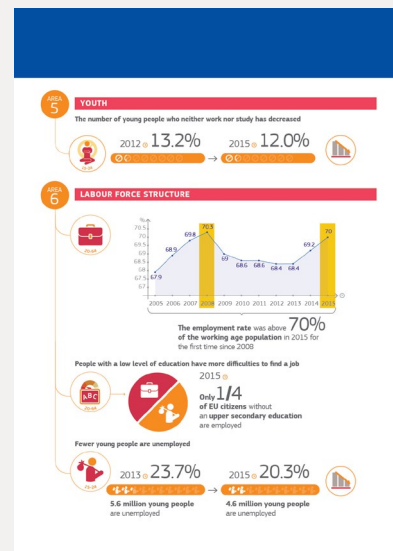 AREA
5
YOUTH
The number of young people who neither work nor study has decreased
2012 13.2% → 2015 12.0%
AREA
6
LABOUR FORCE STRUCTURE
%
70.5
70
69.5
69
68.5
68
67.5
67
67.9
68.9
69.8
70.3
69
68.6
68.6
68.4
68.4
69.2
70
2005 2006 2007 2008 2009 2010 2011 2012 2013 2014 2015
The employment rate was above 70%
of the working age population in 2015 for
the first time since 2008
People with a low level of education have more difficulties to find a job
ABC
2015
Only 1/4
of EU citizens without
an upper secondary education
are employed
Fewer young people are unemployed
2013 23.7% → 2015 20.3%
5.6 million young people
are unemployed
4.6 million young people
are unemployed